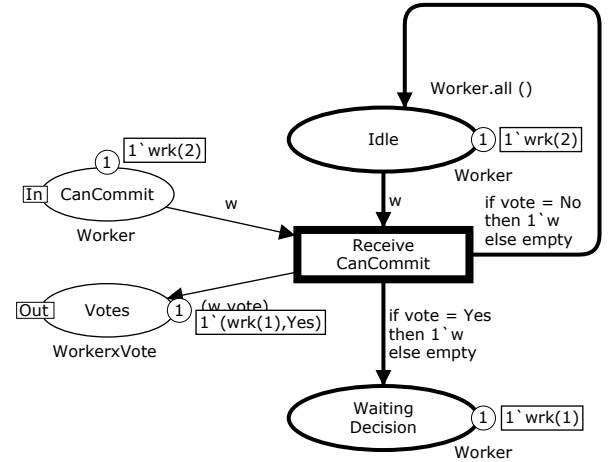 Worker.all ()
Idle
1
1`wrk(2)
Worker
1
1`wrk(2)
In
CanCommit
Worker
w
w
if vote = No
then 1`w
else empty
Receive
CanCommit
Out
Votes
1
(w,vote)
1`(wrk(1),Yes)
WorkerxVote
if vote = Yes
then 1`w
else empty
Waiting
Decision
1
1`wrk(1)
Worker